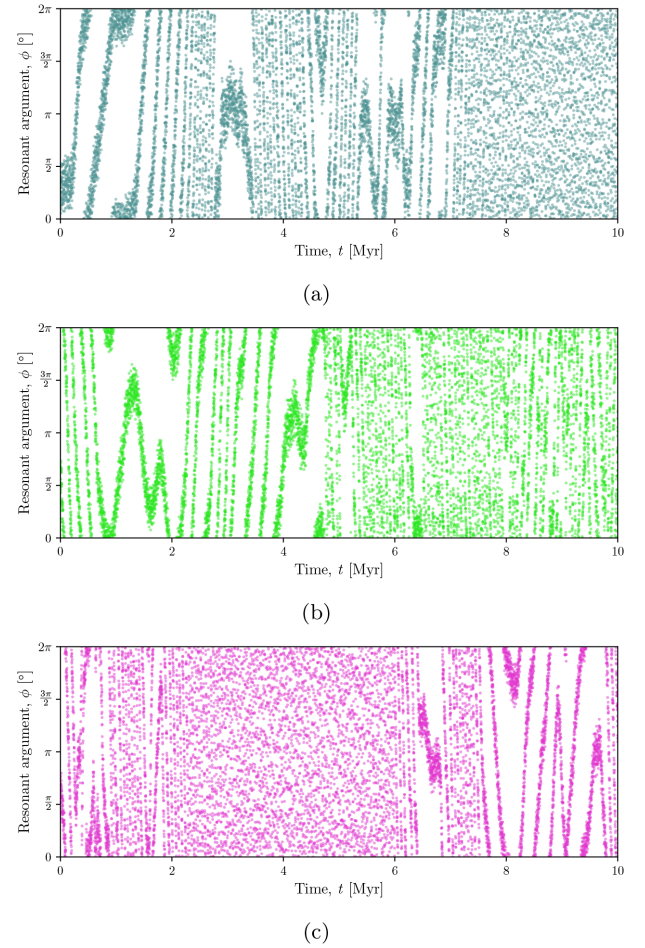 2π
3π/2
π
π/2
0
Resonant argument, ϕ [°]
0 2 4 6 8 10
Time, t [Myr]
(a)
2π
3π/2
π
π/2
0
Resonant argument, ϕ [°]
0 2 4 6 8 10
Time, t [Myr]
(b)
2π
3π/2
π
π/2
0
Resonant argument, ϕ [°]
0 2 4 6 8 10
Time, t [Myr]
(c)